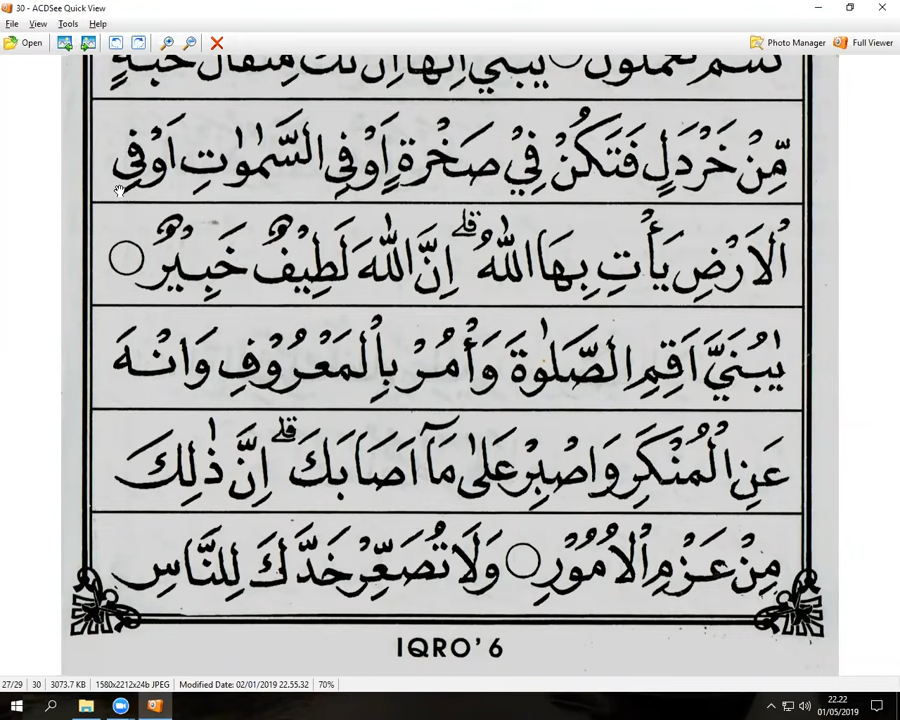 30 - ACDSee Quick View
File View Tools Help
Open Photo Manager Full Viewer
كُنْتُمْ تَعْمَلُوْنَ ○ يٰبُنَيَّ اِنَّهَآ اِنْ تَكُ مِثْقَالَ حَبَّةٍ
مِّنْ خَرْدَلٍ فَتَكُنْ فِيْ صَخْرَةٍ اَوْفِى السَّمٰوٰتِ اَوْفِى
الْاَرْضِ يَأْتِ بِهَا اللّٰهُ ۗ اِنَّ اللّٰهَ لَطِيْفٌ خَبِيْرٌ ○
يٰبُنَيَّ اَقِمِ الصَّلٰوةَ وَأْمُرْ بِالْمَعْرُوْفِ وَانْهَ
عَنِ الْمُنْكَرِ وَاصْبِرْ عَلٰى مَآ اَصَابَكَ ۗ اِنَّ ذٰلِكَ
مِنْ عَزْمِ الْاُمُوْرِ ○ وَلَا تُصَعِّرْ خَدَّكَ لِلنَّاسِ
IQRO' 6
27/29 30 3073.7 KB 1580x2212x24b JPEG Modified Date: 02/01/2019 22.55.32 70%
22.22
01/05/2019